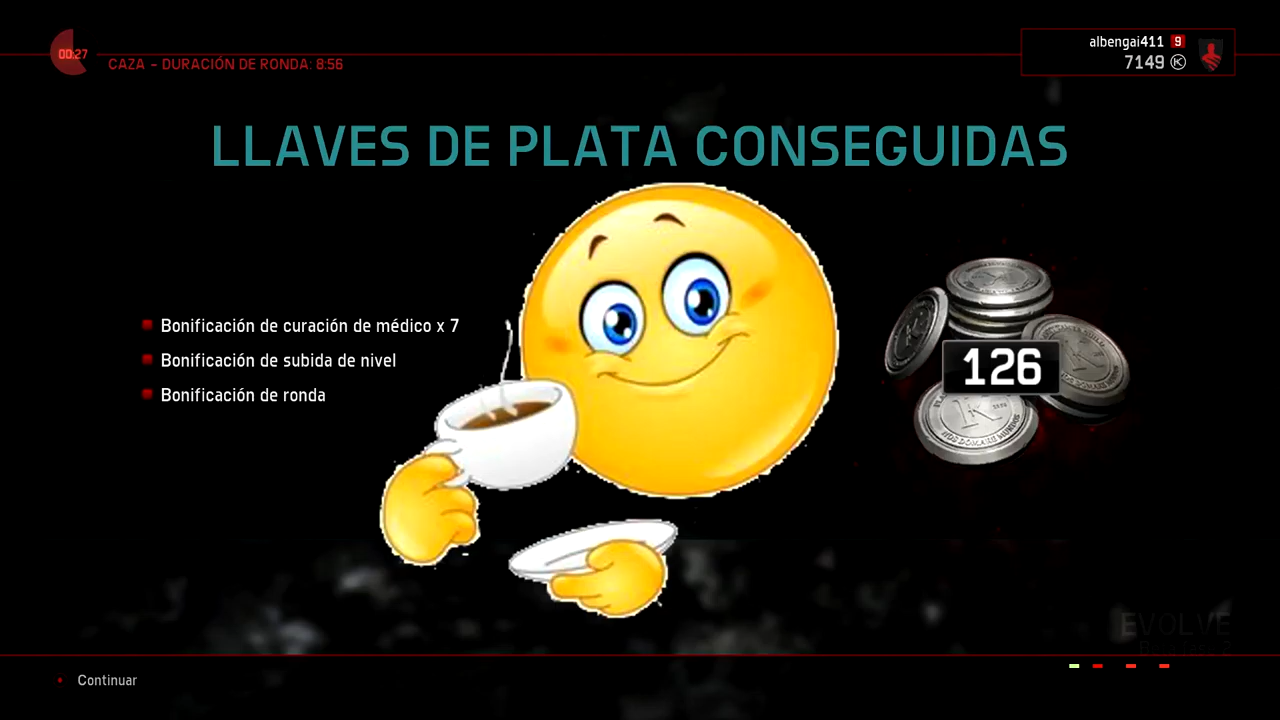 00:27
CAZA – DURACIÓN DE RONDA: 8:56
albengai411 9
7149
LLAVES DE PLATA CONSEGUIDAS
Bonificación de curación de médico x 7
Bonificación de subida de nivel
Bonificación de ronda
126
EVOLVE
Continuar